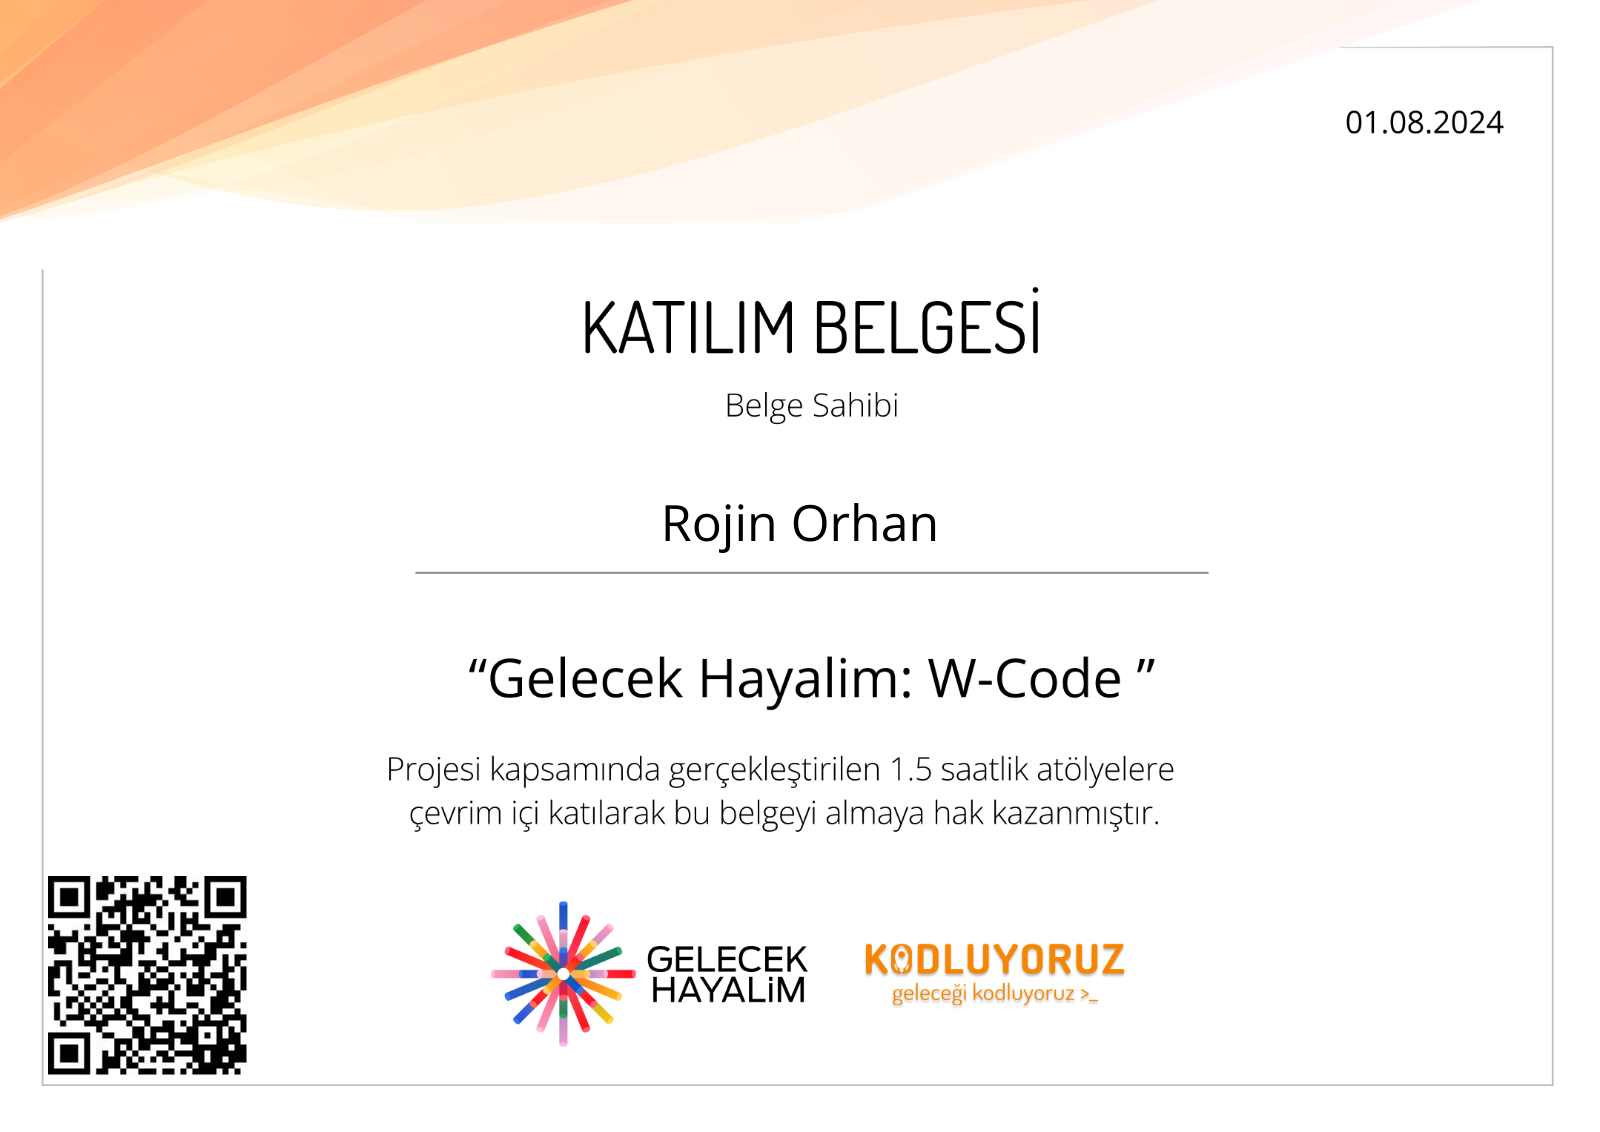 01.08.2024
KATILIM BELGESİ
Belge Sahibi
Rojin Orhan
“Gelecek Hayalim: W-Code ”
Projesi kapsamında gerçekleştirilen 1.5 saatlik atölyelere
çevrim içi katılarak bu belgeyi almaya hak kazanmıştır.
GELECEK
HAYALiM
KODLUYORUZ
geleceği kodluyoruz >_